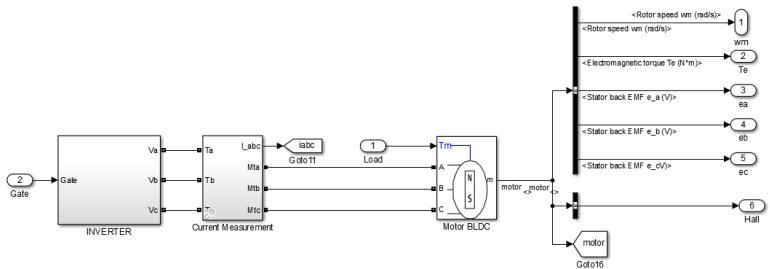 <Rotor speed wm (rad/s)>
1
<Rotor speed wm (rad/s)>
wm
<Electromagnetic torque Te (N*m)>
2
Te
<Stator back EMF e_a (V)>
3
ea
<Stator back EMF e_b (V)>
4
eb
<Stator back EMF e_cV)>
5
ec
2
Gate
Gate
Va
Vb
Vc
INVERTER
Ta
Tb
I_abc
Mta
Mtb
Mtc
Current Measurement
iabc
Goto11
1
Load
Tm
A
B
C
N
S
m
Motor BLDC
motor
<>
motor
<>
6
Hall
motor
Goto16